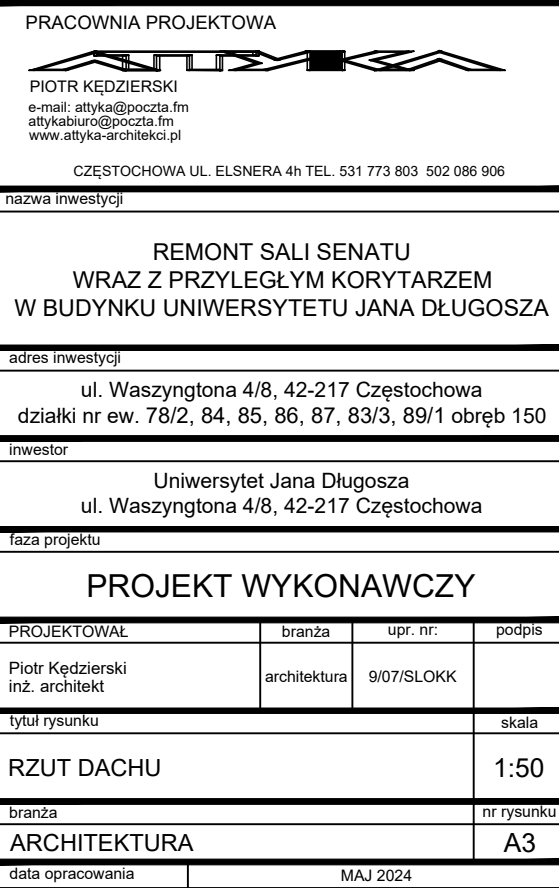 PRACOWNIA PROJEKTOWA
ATTYKA
PIOTR KĘDZIERSKI
e-mail: attyka@poczta.fm
attykabiuro@poczta.fm
www.attyka-architekci.pl
CZĘSTOCHOWA UL. ELSNERA 4h TEL. 531 773 803 502 086 906
nazwa inwestycji
REMONT SALI SENATU
WRAZ Z PRZYLEGŁYM KORYTARZEM
W BUDYNKU UNIWERSYTETU JANA DŁUGOSZA
adres inwestycji
ul. Waszyngtona 4/8, 42-217 Częstochowa
działki nr ew. 78/2, 84, 85, 86, 87, 83/3, 89/1 obręb 150
inwestor
Uniwersytet Jana Długosza
ul. Waszyngtona 4/8, 42-217 Częstochowa
faza projektu
PROJEKT WYKONAWCZY
PROJEKTOWAŁ branża upr. nr: podpis
Piotr Kędzierski
inż. architekt
architektura 9/07/SLOKK
tytuł rysunku skala
RZUT DACHU 1:50
branża nr rysunku
ARCHITEKTURA A3
data opracowania MAJ 2024